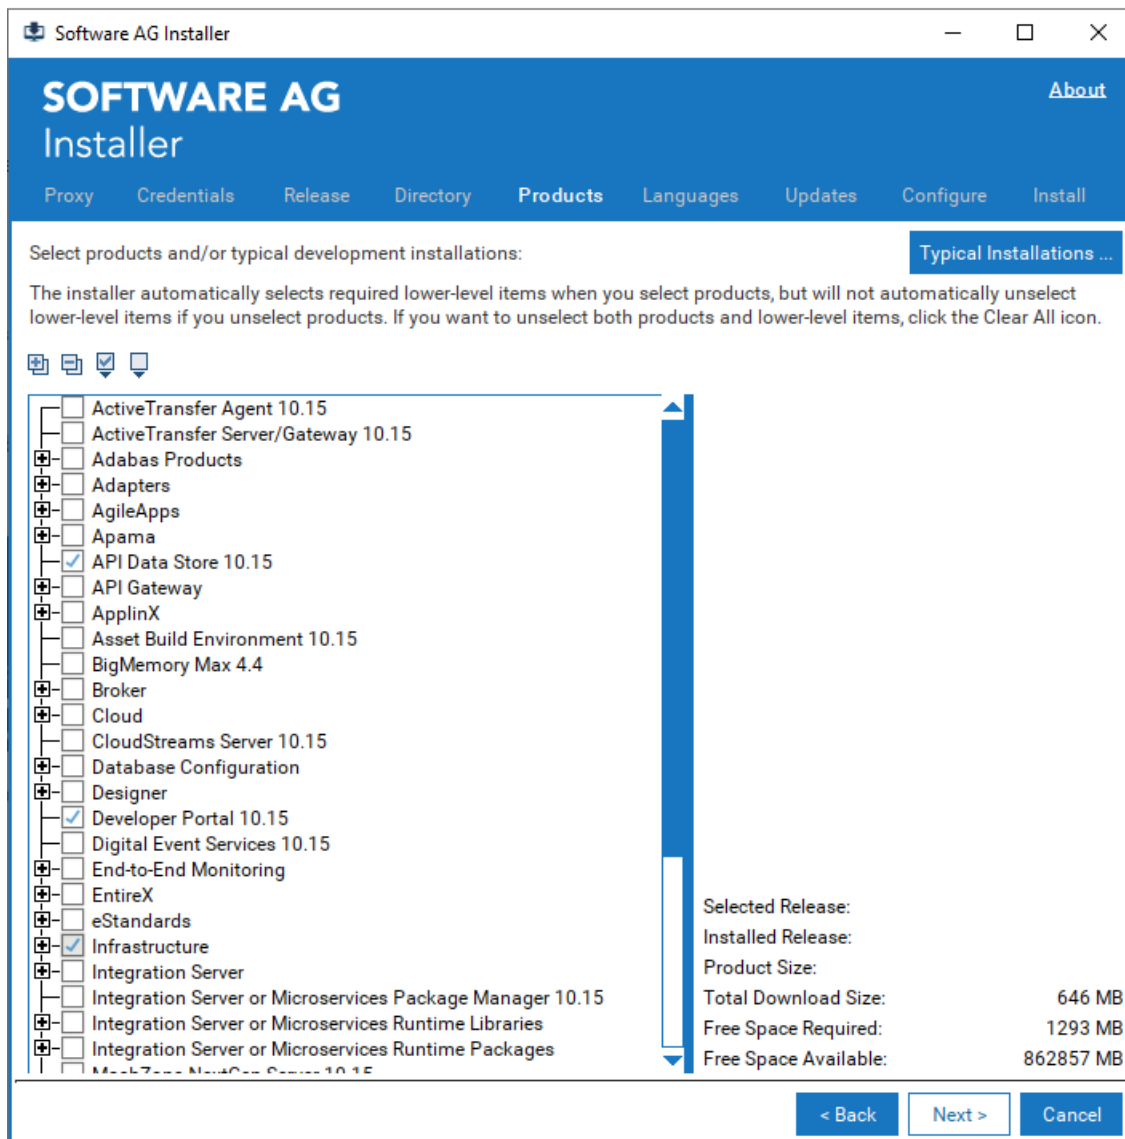 Software AG Installer
SOFTWARE AG
About
Installer
Proxy Credentials Release Directory Products Languages Updates Configure Install
Select products and/or typical development installations:
Typical Installations ...
The installer automatically selects required lower-level items when you select products, but will not automatically unselect
lower-level items if you unselect products. If you want to unselect both products and lower-level items, click the Clear All icon.
ActiveTransfer Agent 10.15
ActiveTransfer Server/Gateway 10.15
Adabas Products
Adapters
AgileApps
Apama
API Data Store 10.15
API Gateway
ApplinX
Asset Build Environment 10.15
BigMemory Max 4.4
Broker
Cloud
CloudStreams Server 10.15
Database Configuration
Designer
Developer Portal 10.15
Digital Event Services 10.15
End-to-End Monitoring
EntireX
eStandards
Infrastructure
Integration Server
Integration Server or Microservices Package Manager 10.15
Integration Server or Microservices Runtime Libraries
Integration Server or Microservices Runtime Packages
MashZone NextGen Server 10.15
Selected Release:
Installed Release:
Product Size:
Total Download Size: 646 MB
Free Space Required: 1293 MB
Free Space Available: 862857 MB
< Back Next > Cancel